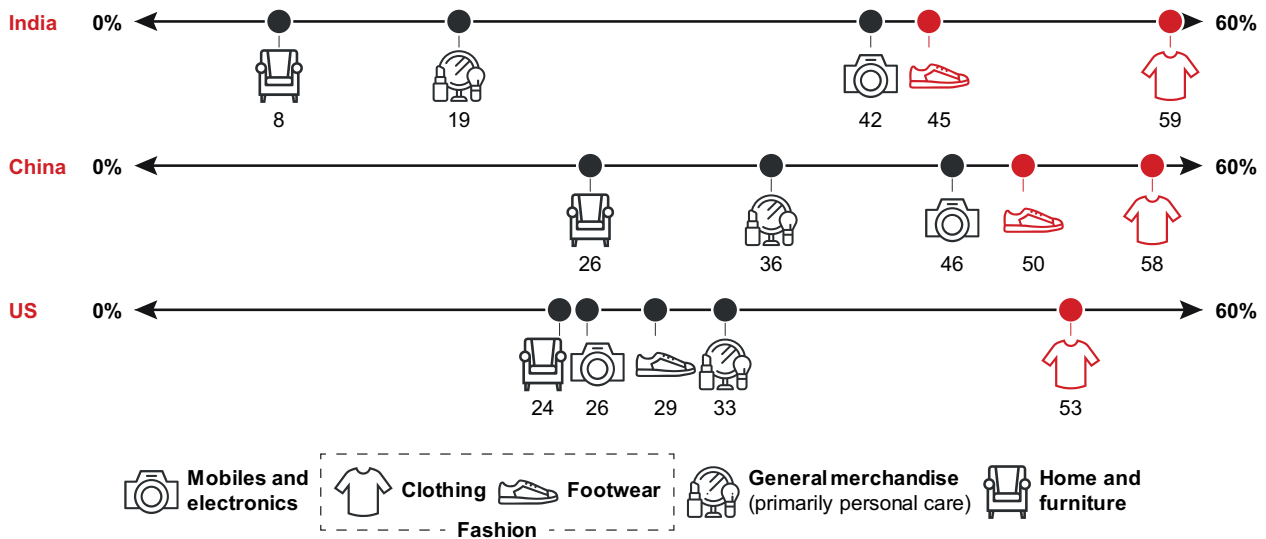 India 0% 60%
8 19 42 45 59
China 0% 60%
26 36 46 50 58
US 0% 60%
24 26 29 33 53
Mobiles and
electronics
Clothing
Footwear
Fashion
General merchandise
(primarily personal care)
Home and
furniture